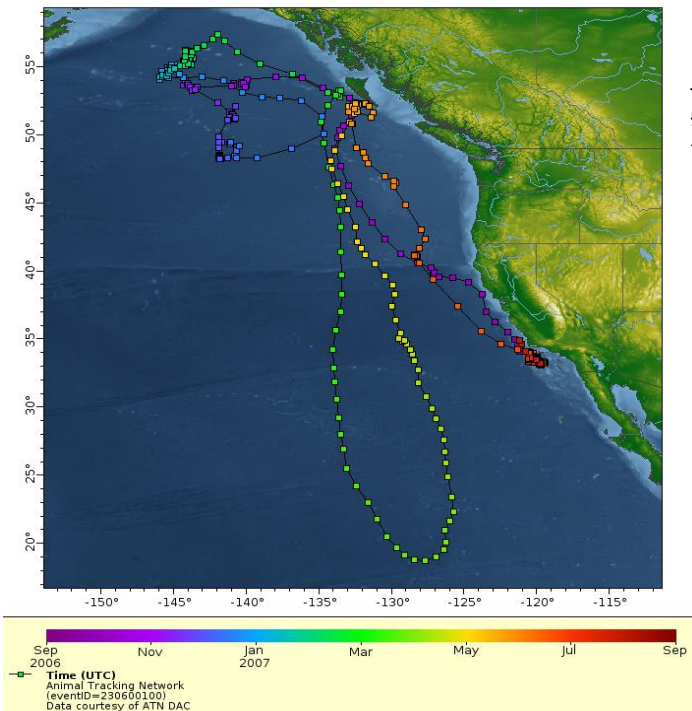 55°
50°
45°
40°
35°
30°
25°
20°
-150° -145° -140° -135° -130° -125° -120° -115°
Sep Nov Jan Mar May Jul Sep
2006 2007
Time (UTC)
Animal Tracking Network
(eventID=230600100)
Data courtesy of ATN DAC